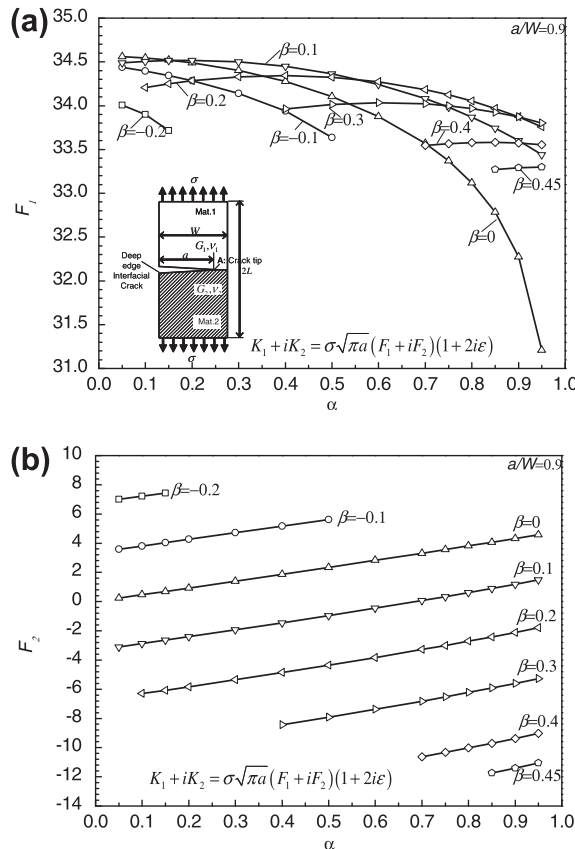 (a)
a/W=0.9
35.0
34.5
34.0
33.5
33.0
32.5
32.0
31.5
31.0
F₁
β=0.1
β=0.2
β=−0.2
β=−0.1
β=0.3
β=0.4
β=0.45
β=0
σ
Mat.1
W
G₁,ν₁
a
A: Crack tip
2L
Deep
edge
Interfacial
Crack
Mat.2
σ
K₁ + iK₂ = σ√πa (F₁ + iF₂)(1 + 2iε)
0.0 0.1 0.2 0.3 0.4 0.5 0.6 0.7 0.8 0.9 1.0
α
(b)
a/W=0.9
10
8
6
4
2
0
-2
-4
-6
-8
-10
-12
-14
F₂
β=−0.2
β=−0.1
β=0
β=0.1
β=0.2
β=0.3
β=0.4
β=0.45
K₁ + iK₂ = σ√πa (F₁ + iF₂)(1 + 2iε)
0.0 0.1 0.2 0.3 0.4 0.5 0.6 0.7 0.8 0.9 1.0
α